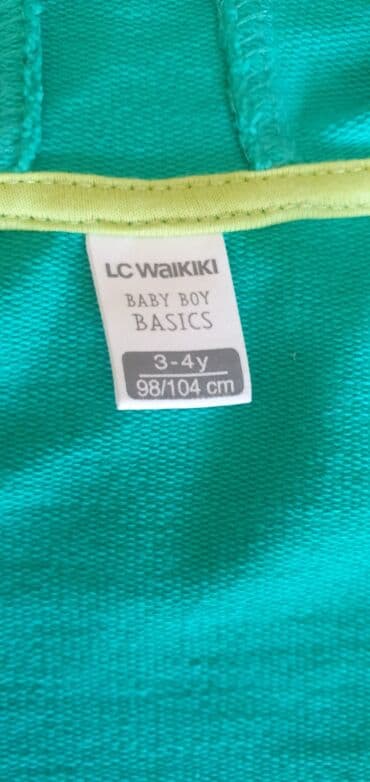 LC WAIKIKI
BABY BOY
BASICS
3-4y
98/104 cm